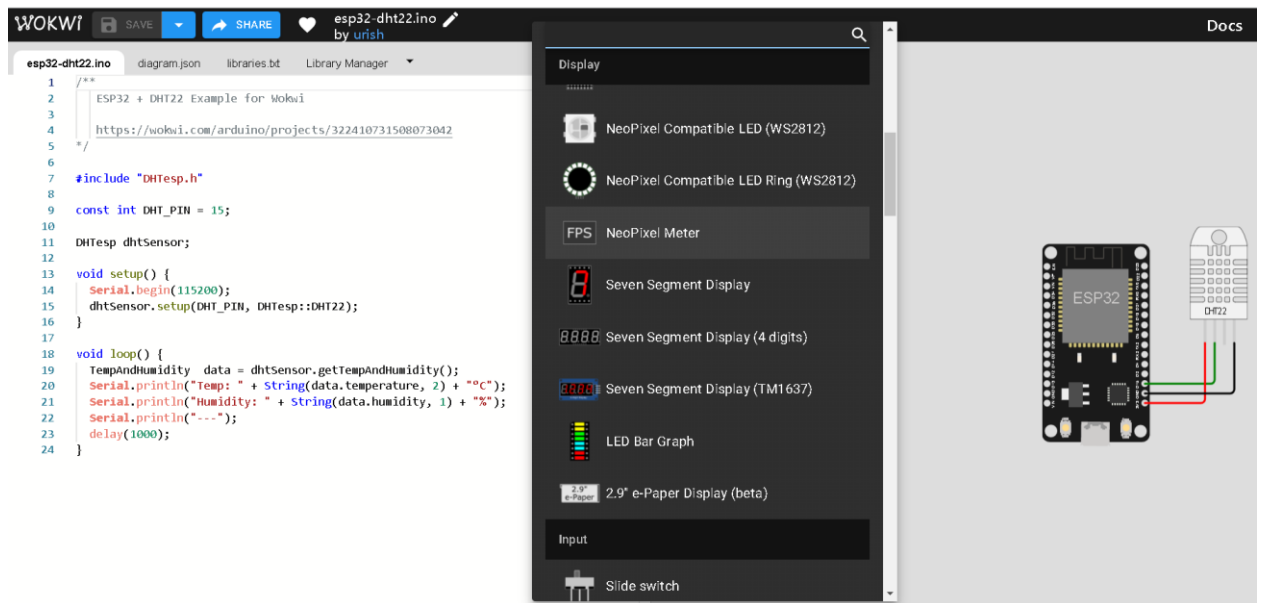 WOKWI SAVE SHARE esp32-dht22.ino
by urish
Docs
esp32-dht22.ino diagram.json libraries.txt Library Manager
1 /**
2 ESP32 + DHT22 Example for Wokwi
3
4 https://wokwi.com/arduino/projects/322410731508073042
5 */
6
7 #include "DHTesp.h"
8
9 const int DHT_PIN = 15;
10
11 DHTesp dhtSensor;
12
13 void setup() {
14 Serial.begin(115200);
15 dhtSensor.setup(DHT_PIN, DHTesp::DHT22);
16 }
17
18 void loop() {
19 TempAndHumidity data = dhtSensor.getTempAndHumidity();
20 Serial.println("Temp: " + String(data.temperature, 2) + "°C");
21 Serial.println("Humidity: " + String(data.humidity, 1) + "%");
22 Serial.println("---");
23 delay(1000);
24 }
Display
NeoPixel Compatible LED (WS2812)
NeoPixel Compatible LED Ring (WS2812)
FPS NeoPixel Meter
Seven Segment Display
8888 Seven Segment Display (4 digits)
Seven Segment Display (TM1637)
LED Bar Graph
2.9" e-Paper 2.9" e-Paper Display (beta)
Input
Slide switch
ESP32
DHT22